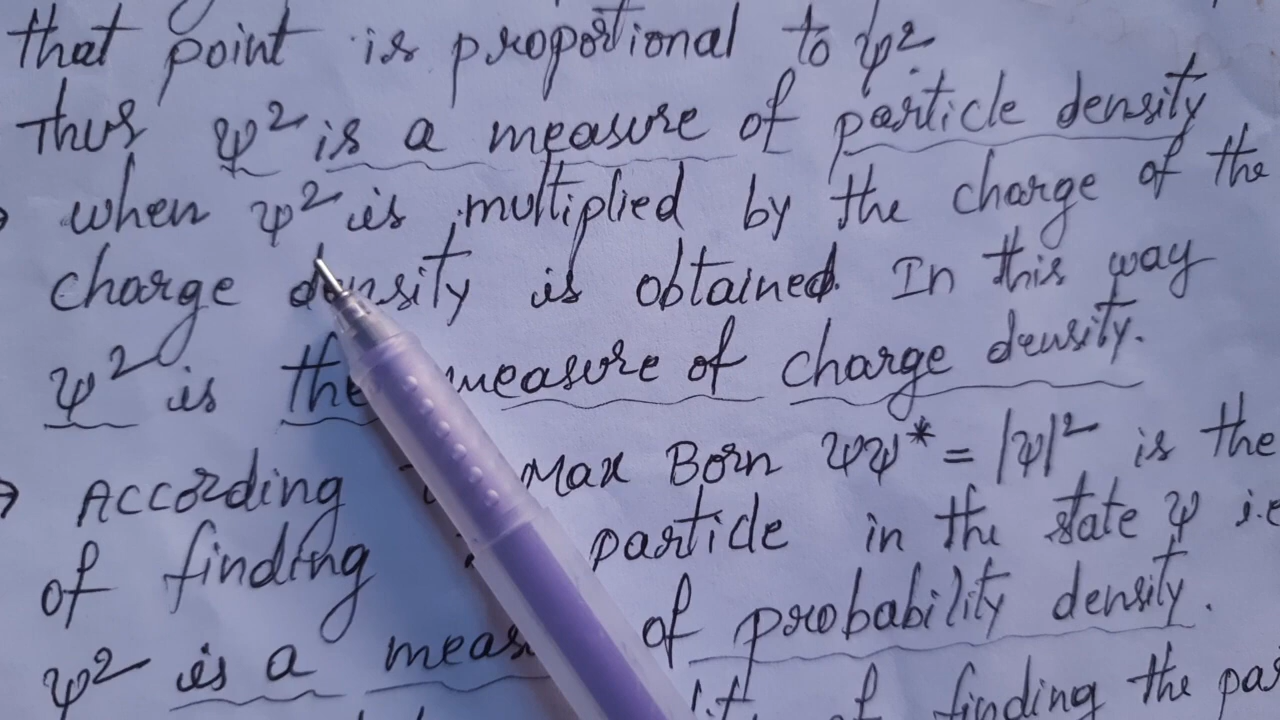 that point is proportional to ψ².
Thus ψ² is a measure of particle density
when ψ² is multiplied by the charge of the
charge density is obtained. In this way
ψ² is the measure of charge density.
→ According Max Born ψψ* = |ψ|² is the
of finding particle in the state ψ i.e
ψ² is a meas of probability density.
of finding the par